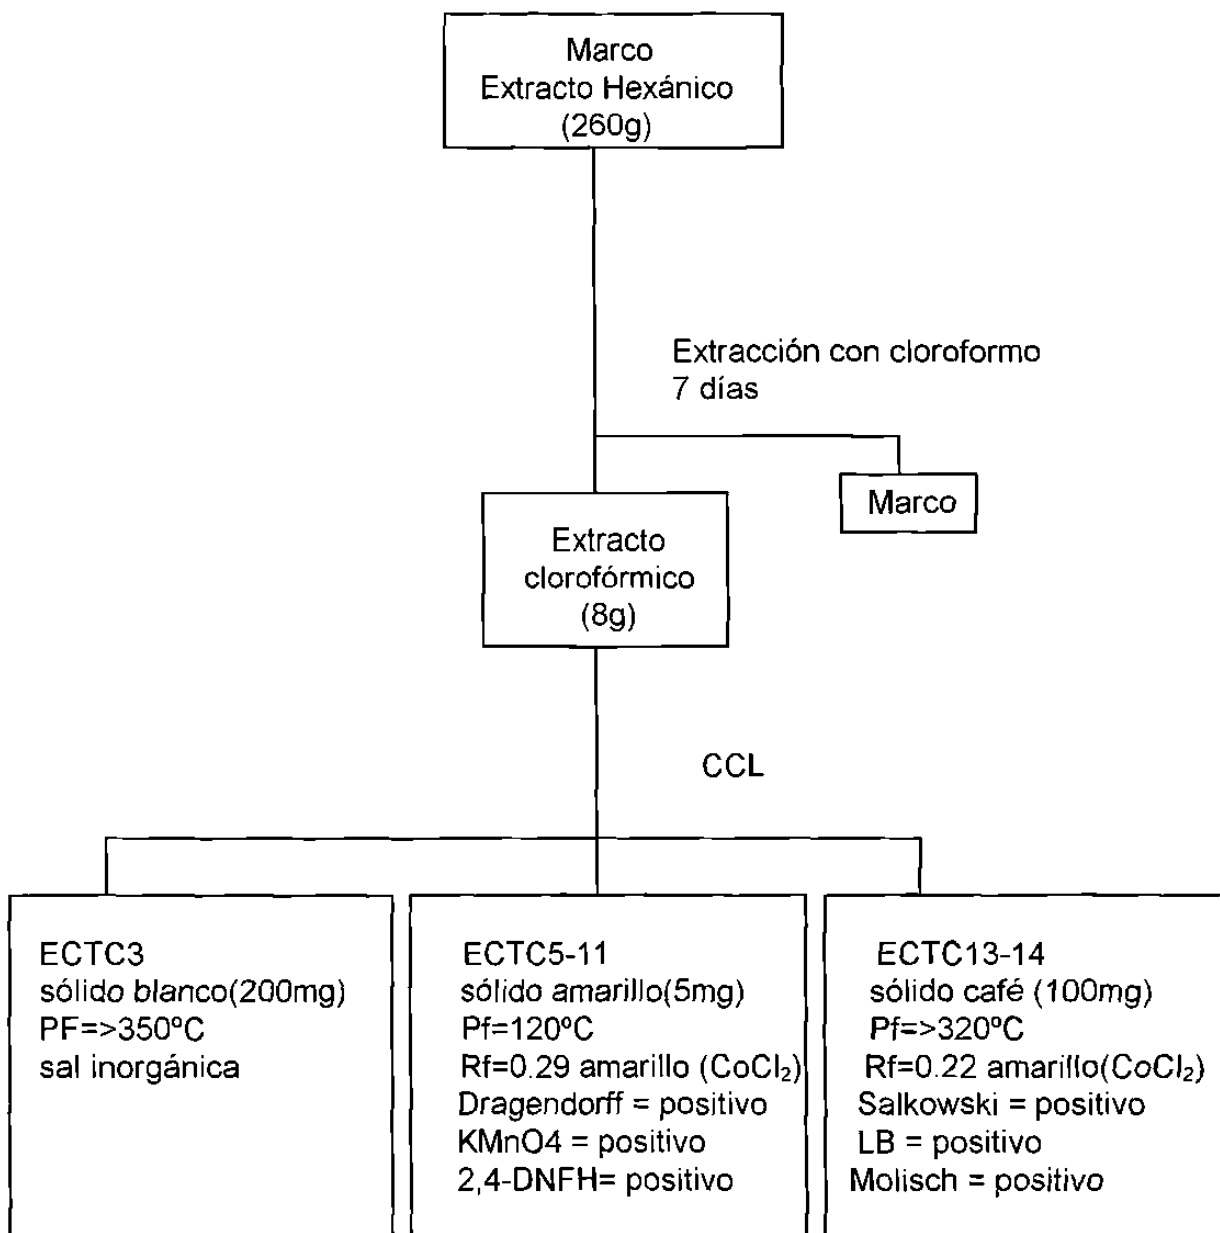 Marco
Extracto Hexánico
(260g)
Extracción con cloroformo
7 días
Marco
Extracto
clorofórmico
(8g)
CCL
ECTC3
sólido blanco(200mg)
PF=>350ºC
sal inorgánica
ECTC5-11
sólido amarillo(5mg)
Pf=120ºC
Rf=0.29 amarillo (CoCl₂)
Dragendorff = positivo
KMnO4 = positivo
2,4-DNFH= positivo
ECTC13-14
sólido café (100mg)
Pf=>320ºC
Rf=0.22 amarillo(CoCl₂)
Salkowski = positivo
LB = positivo
Molisch = positivo